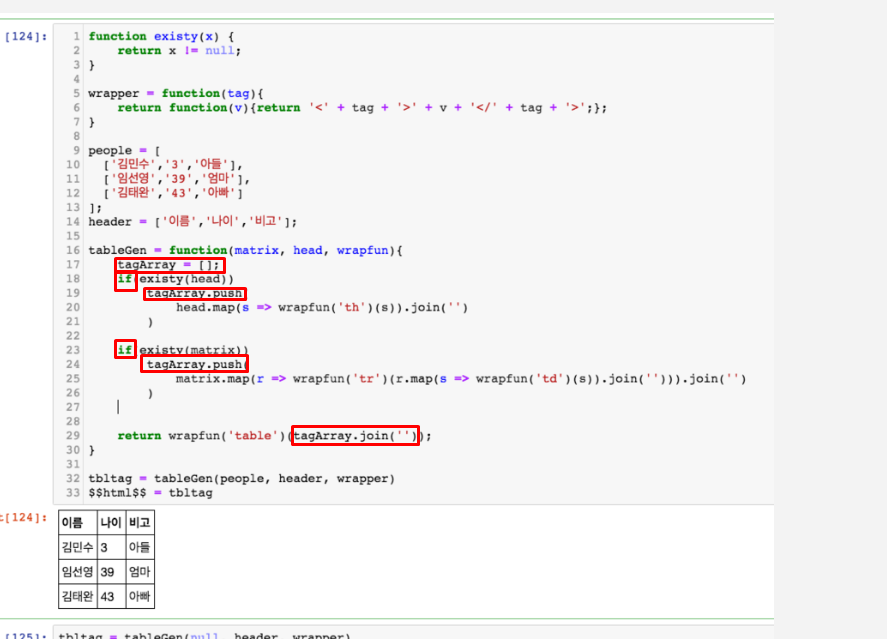 [124]:
1 function existy(x) {
2 return x != null;
3 }
4
5 wrapper = function(tag){
6 return function(v){return '<' + tag + '>' + v + '</' + tag + '>';};
7 }
8
9 people = [
10 ['김민수','3','아들'],
11 ['임선영','39','엄마'],
12 ['김태완','43','아빠']
13 ];
14 header = ['이름','나이','비고'];
15
16 tableGen = function(matrix, head, wrapfun){
17 tagArray = [];
18 if(existy(head))
19 tagArray.push(
20 head.map(s => wrapfun('th')(s)).join('')
21 )
22
23 if(existy(matrix))
24 tagArray.push(
25 matrix.map(r => wrapfun('tr')(r.map(s => wrapfun('td')(s)).join(''))).join('')
26 )
27
28
29 return wrapfun('table')(tagArray.join(''));
30 }
31
32 tbltag = tableGen(people, header, wrapper)
33 $$html$$ = tbltag
t[124]:
이름 나이 비고
김민수 3 아들
임선영 39 엄마
김태완 43 아빠
[125]: tbltag = tableGen(null, header, wrapper)